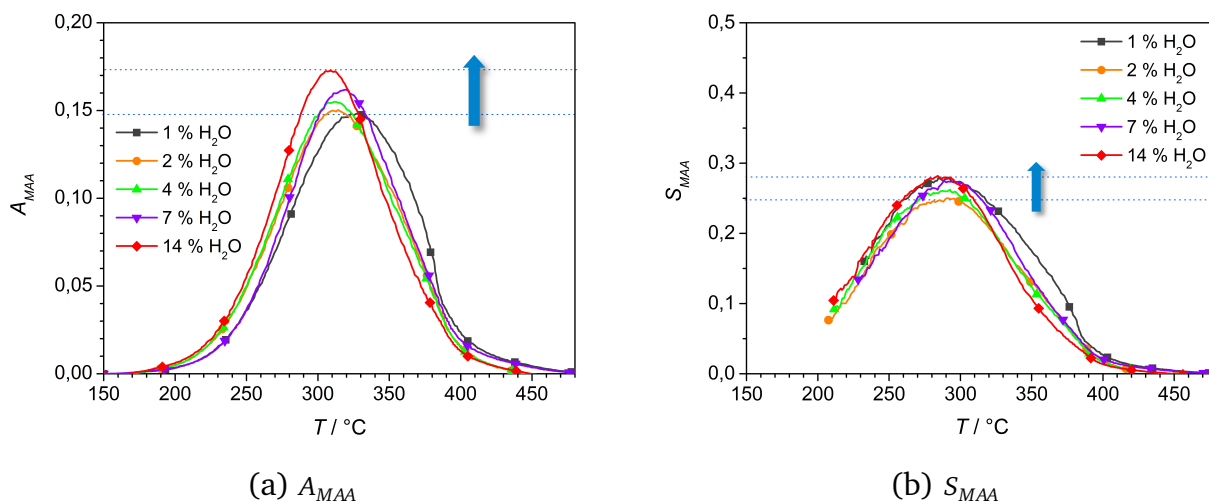 0,20
0,15
0,10
0,05
0,00
A_MAA
1 % H₂O
2 % H₂O
4 % H₂O
7 % H₂O
14 % H₂O
150 200 250 300 350 400 450
T / °C
(a) A_MAA
0,5
0,4
0,3
0,2
0,1
0,0
S_MAA
1 % H₂O
2 % H₂O
4 % H₂O
7 % H₂O
14 % H₂O
150 200 250 300 350 400 450
T / °C
(b) S_MAA